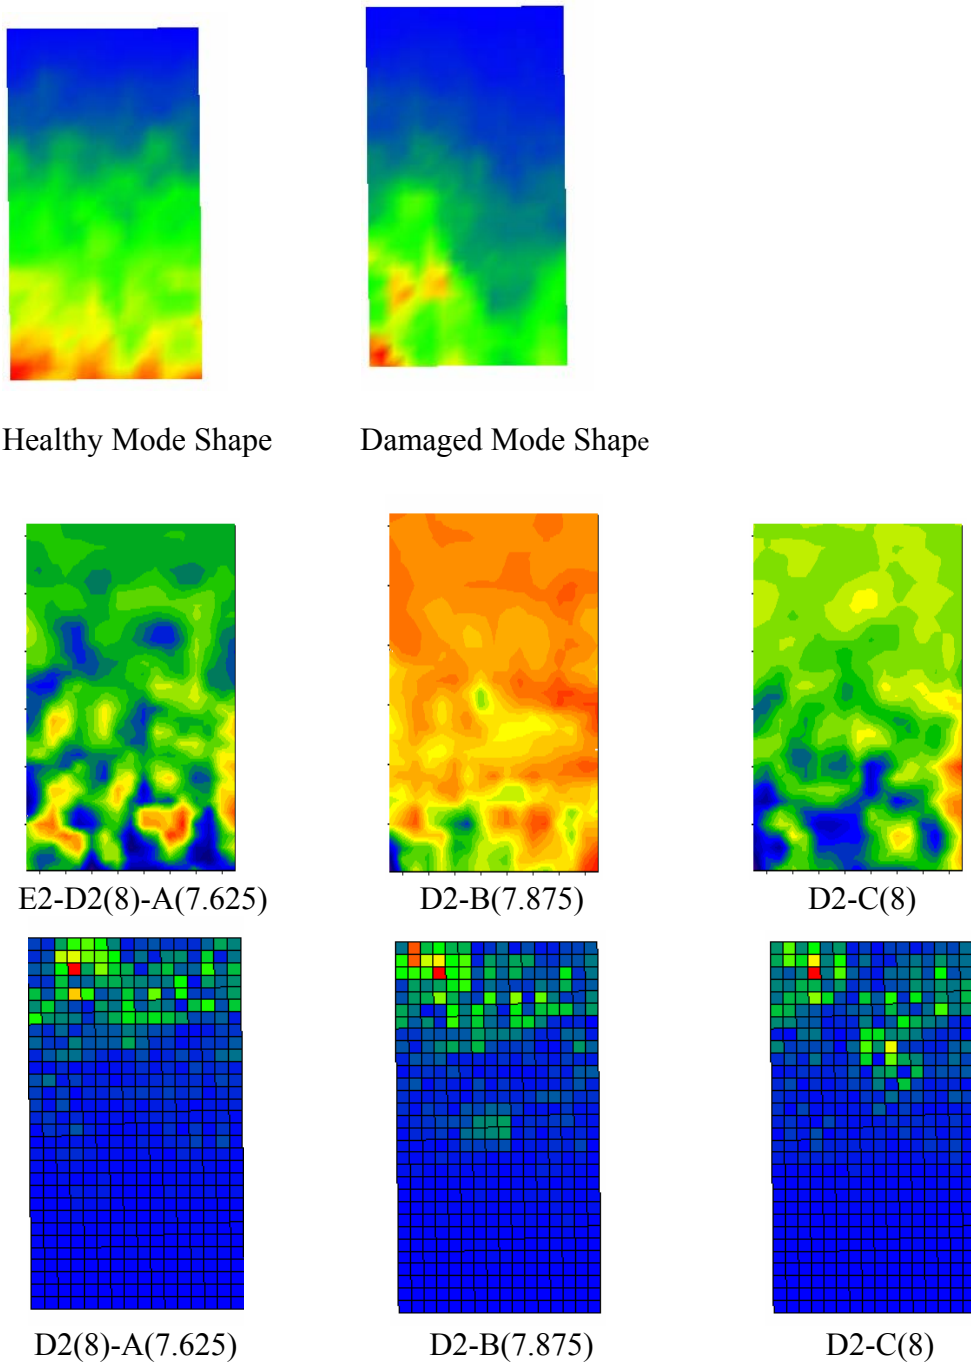 Healthy Mode Shape
Damaged Mode Shape
E2-D2(8)-A(7.625)
D2-B(7.875)
D2-C(8)
D2(8)-A(7.625)
D2-B(7.875)
D2-C(8)